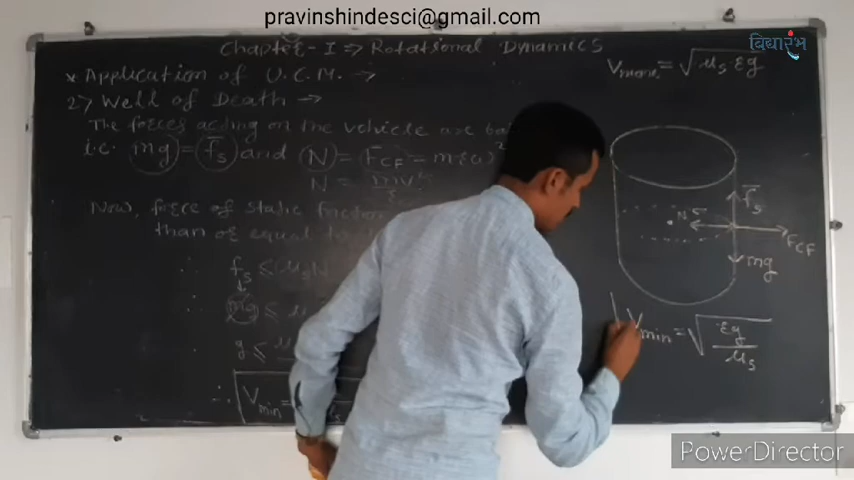 pravinshindesci@gmail.com
Chapter-I ⇒ Rotational Dynamics
विद्यारंभ
* Application of U.C.M. →
Vmax = √μs rg
2) Well of Death →
The forces acting on the vehicle are
i.e. mg = fs and N = FCF = mrω²
N = mv²/r
Now, force of static friction
than or equal to
∴ fs ≤ μsN
mg ≤
g ≤
∴ Vmin =
fs
N
r
FCF
mg
Vmin = √rg/μs
PowerDirector